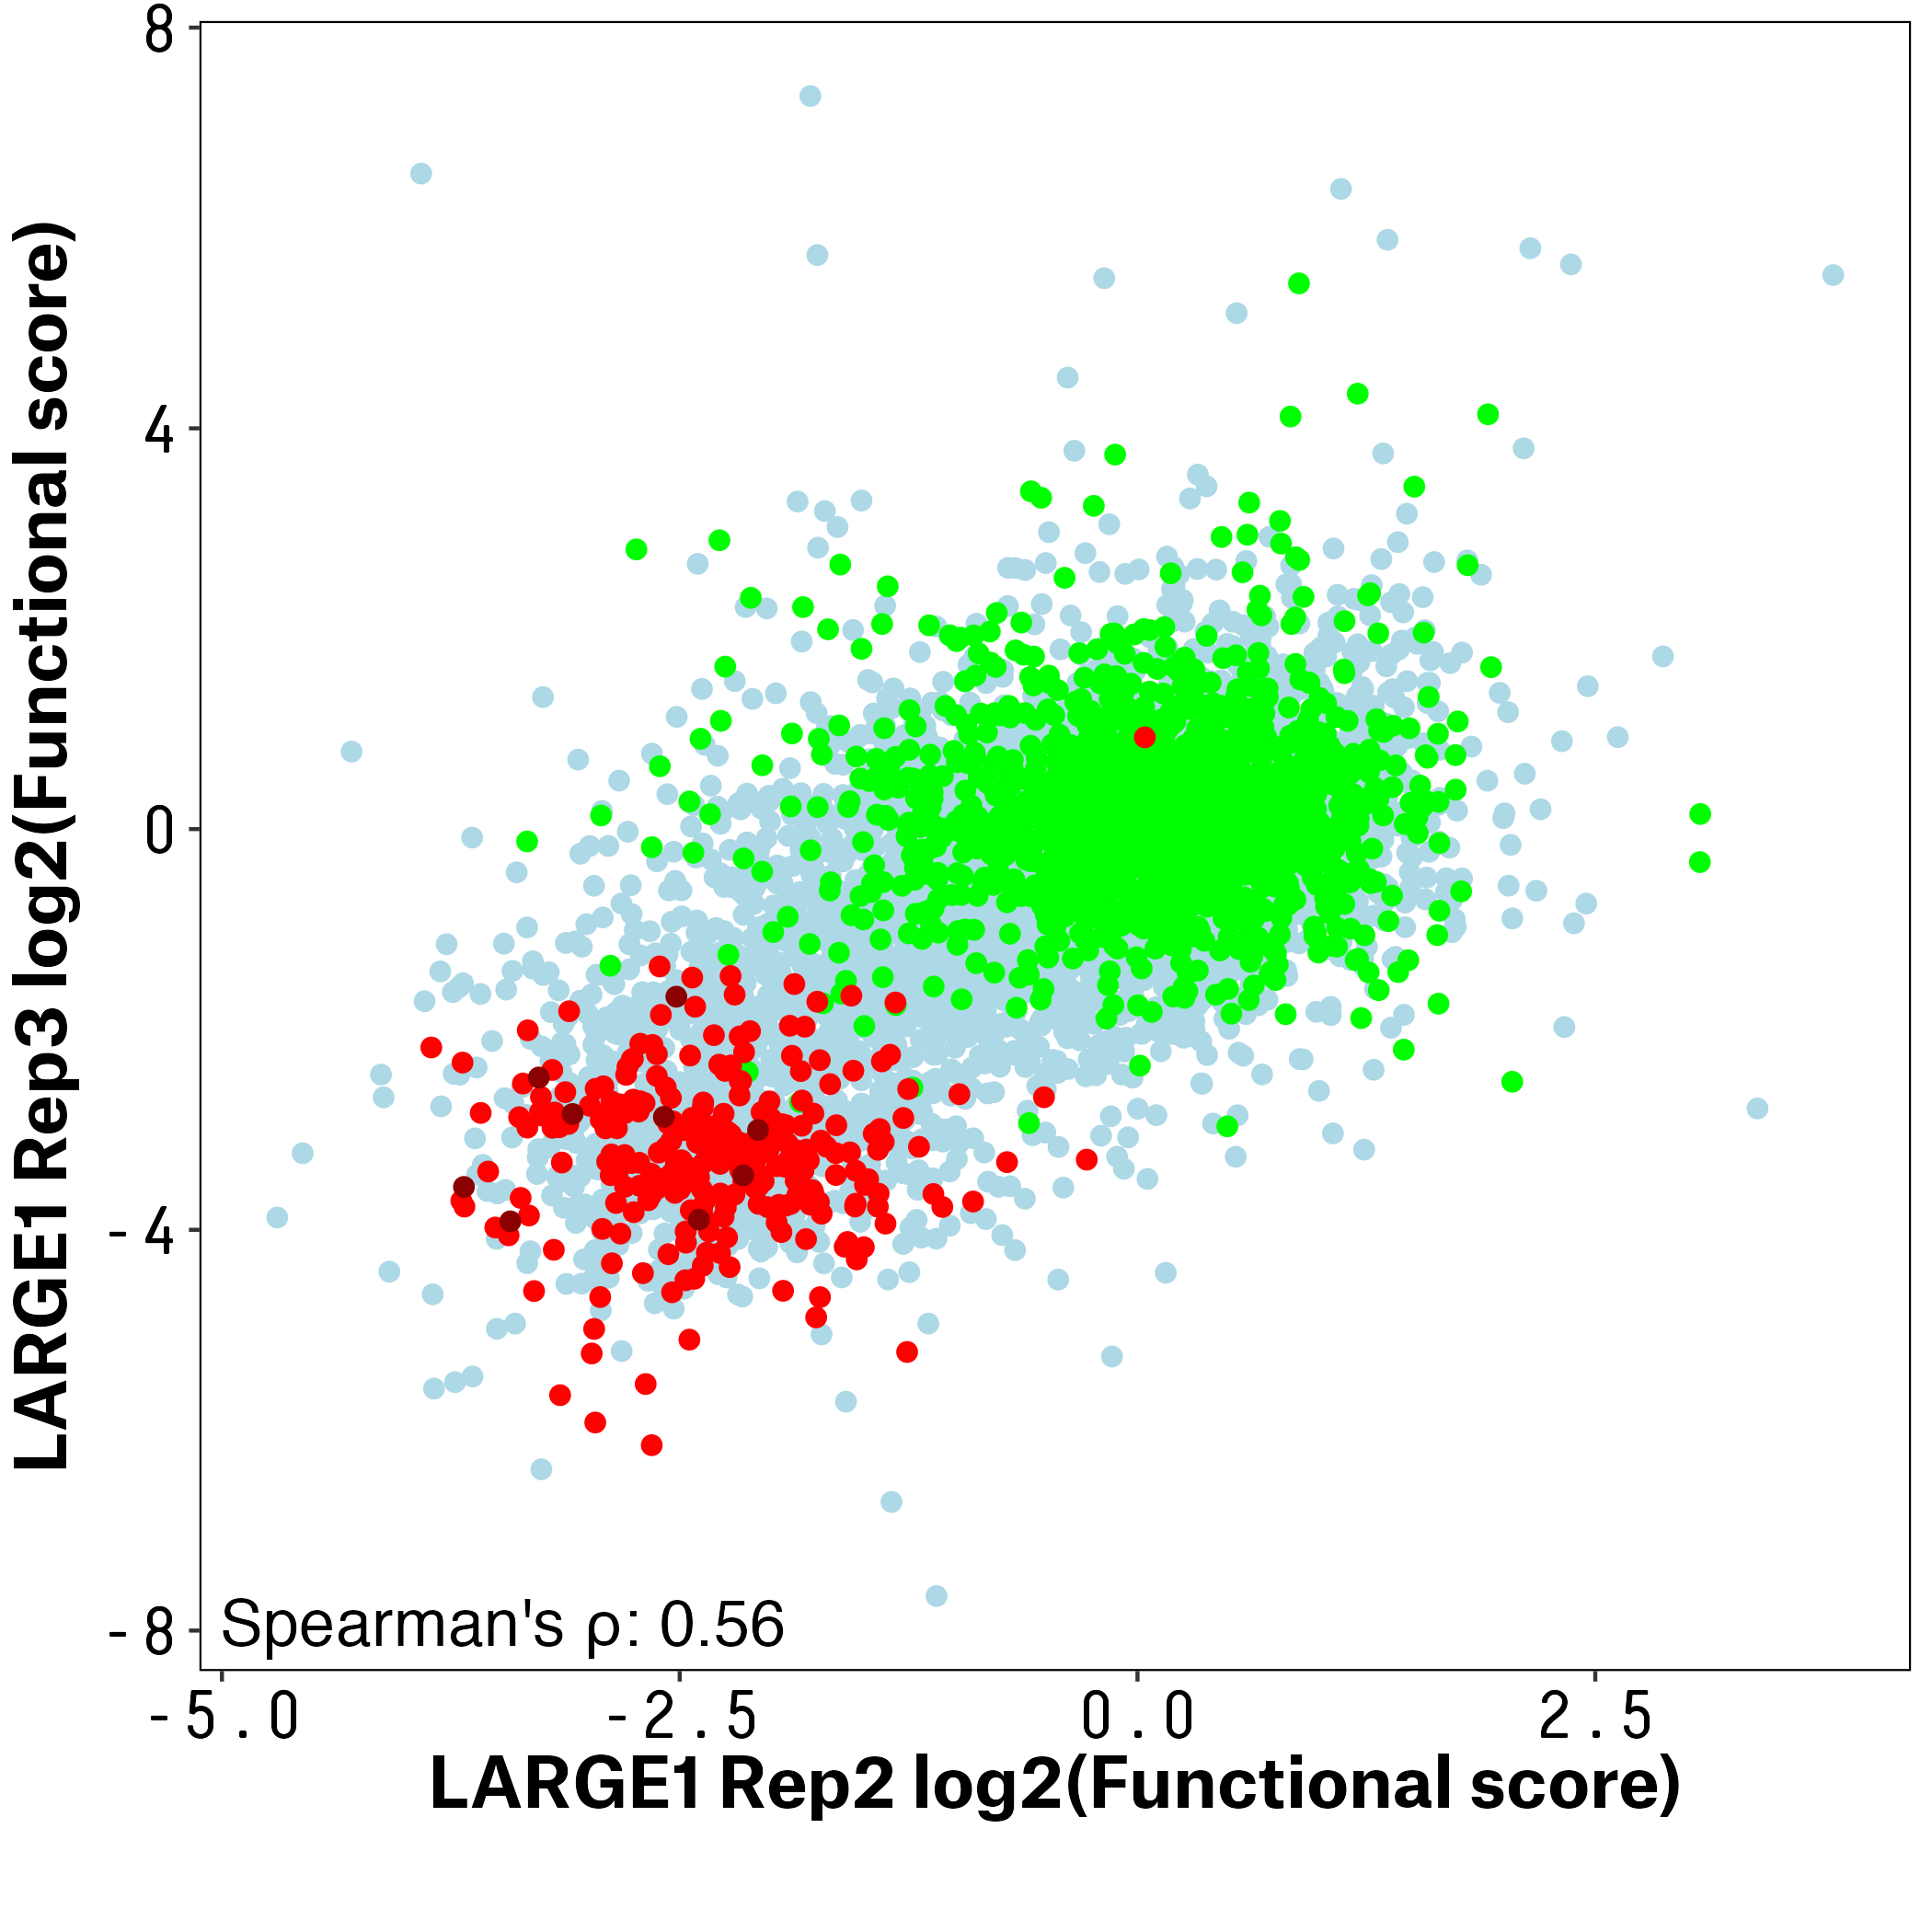 LARGE1 Rep3 log2(Functional score)
8
4
0
-4
-8
Spearman's ρ: 0.56
-5.0 -2.5 0.0 2.5
LARGE1 Rep2 log2(Functional score)